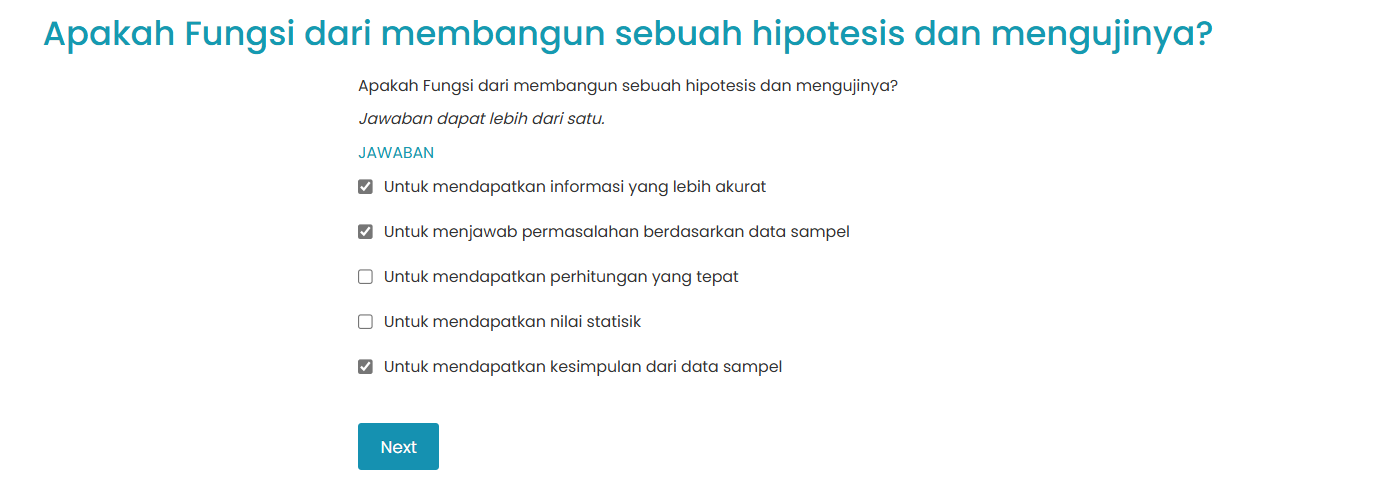 Apakah Fungsi dari membangun sebuah hipotesis dan mengujinya?
Apakah Fungsi dari membangun sebuah hipotesis dan mengujinya?
Jawaban dapat lebih dari satu.
JAWABAN
Untuk mendapatkan informasi yang lebih akurat
Untuk menjawab permasalahan berdasarkan data sampel
Untuk mendapatkan perhitungan yang tepat
Untuk mendapatkan nilai statisik
Untuk mendapatkan kesimpulan dari data sampel
Next